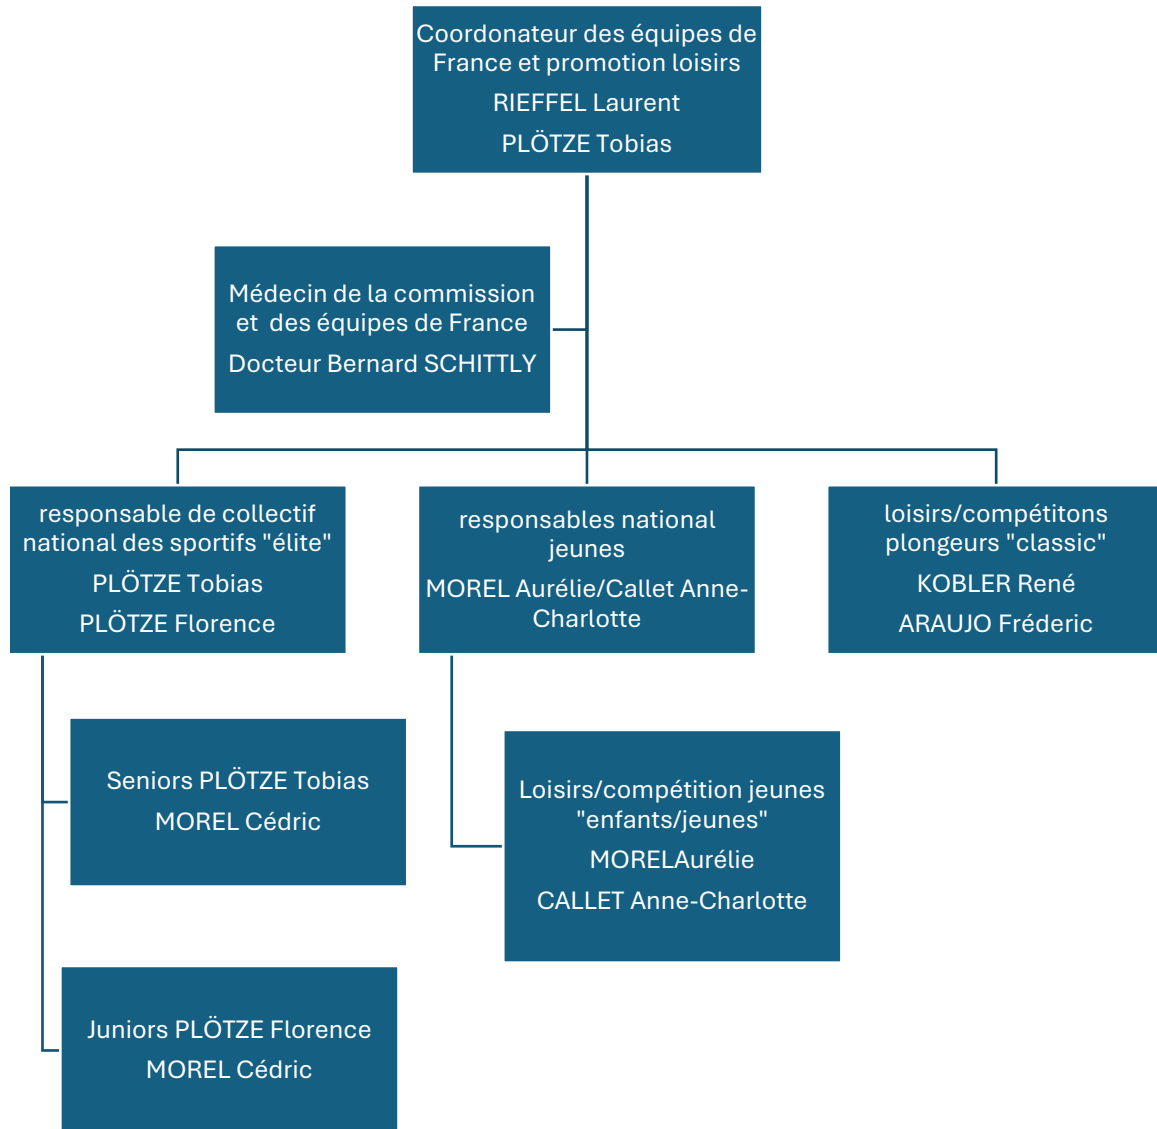 Coordonateur des équipes de
France et promotion loisirs
RIEFFEL Laurent
PLÖTZE Tobias
Médecin de la commission
et des équipes de France
Docteur Bernard SCHITTLY
responsable de collectif
national des sportifs "élite"
PLÖTZE Tobias
PLÖTZE Florence
responsables national
jeunes
MOREL Aurélie/Callet Anne-
Charlotte
loisirs/compétitons
plongeurs "classic"
KOBLER René
ARAUJO Fréderic
Seniors PLÖTZE Tobias
MOREL Cédric
Loisirs/compétition jeunes
"enfants/jeunes"
MORELAurélie
CALLET Anne-Charlotte
Juniors PLÖTZE Florence
MOREL Cédric